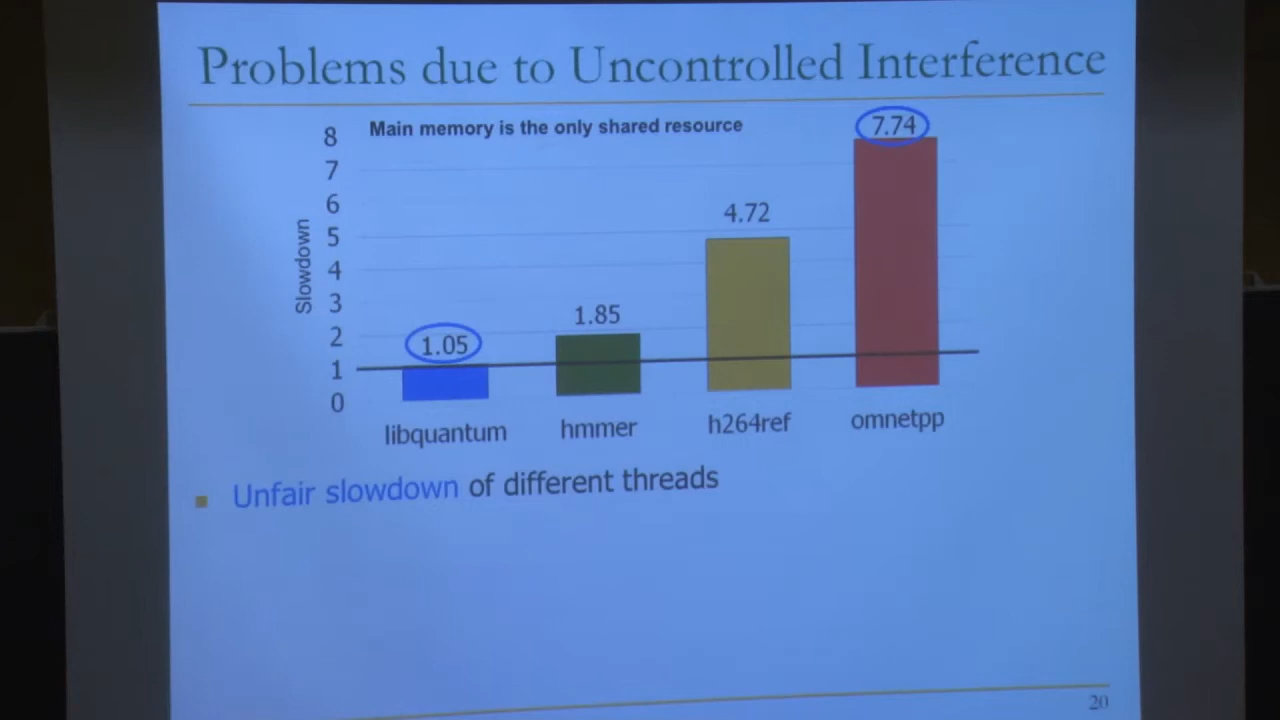 Problems due to Uncontrolled Interference
Main memory is the only shared resource
8
7
6
5
4
3
2
1
0
Slowdown
1.05
1.85
4.72
7.74
libquantum
hmmer
h264ref
omnetpp
Unfair slowdown of different threads
20